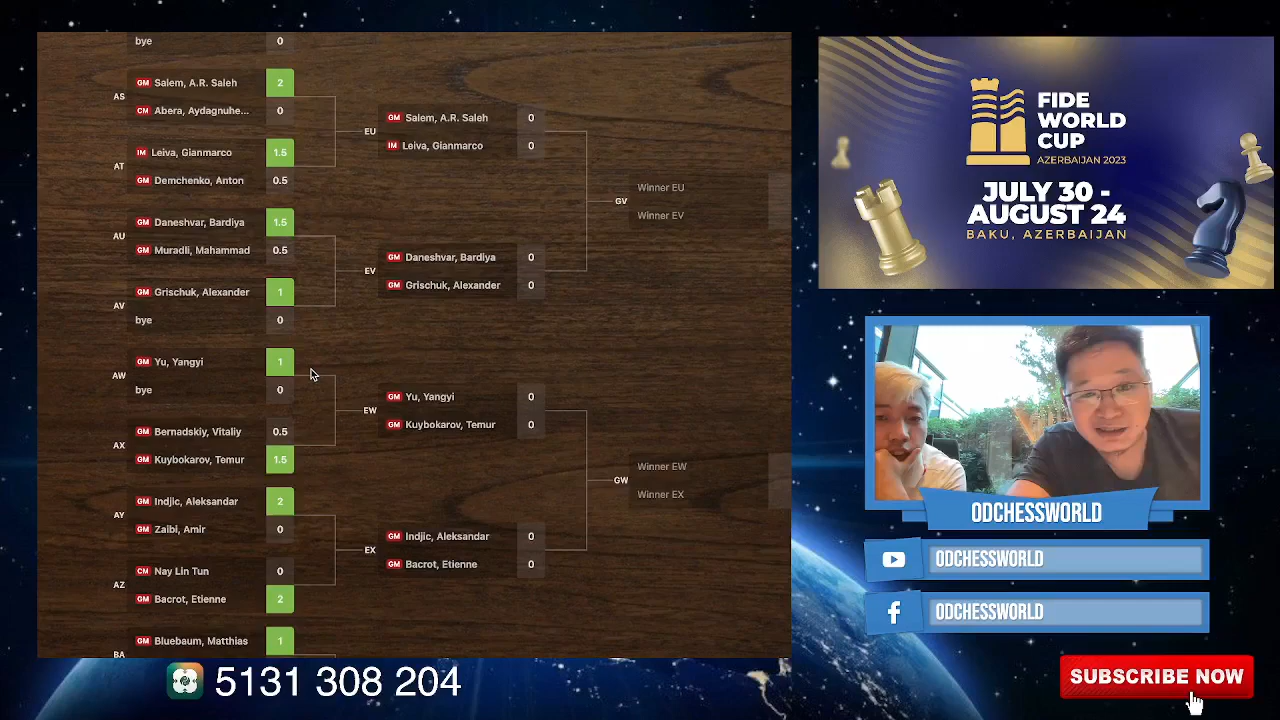 bye 0
AS
GM Salem, A.R. Saleh 2
CM Abera, Aydagnuhe... 0
AT
IM Leiva, Gianmarco 1.5
GM Demchenko, Anton 0.5
AU
GM Daneshvar, Bardiya 1.5
GM Muradli, Mahammad 0.5
AV
GM Grischuk, Alexander 1
bye 0
AW
GM Yu, Yangyi 1
bye 0
AX
GM Bernadskiy, Vitaliy 0.5
GM Kuybokarov, Temur 1.5
AY
GM Indjic, Aleksandar 2
GM Zaibi, Amir 0
AZ
CM Nay Lin Tun 0
GM Bacrot, Etienne 2
BA
GM Bluebaum, Matthias 1
EU
GM Salem, A.R. Saleh 0
IM Leiva, Gianmarco 0
EV
GM Daneshvar, Bardiya 0
GM Grischuk, Alexander 0
EW
GM Yu, Yangyi 0
GM Kuybokarov, Temur 0
EX
GM Indjic, Aleksandar 0
GM Bacrot, Etienne 0
GV
Winner EU
Winner EV
GW
Winner EW
Winner EX
FIDE
WORLD
CUP
AZERBAIJAN 2023
JULY 30 -
AUGUST 24
BAKU, AZERBAIJAN
ODCHESSWORLD
ODCHESSWORLD
ODCHESSWORLD
5131 308 204
SUBSCRIBE NOW